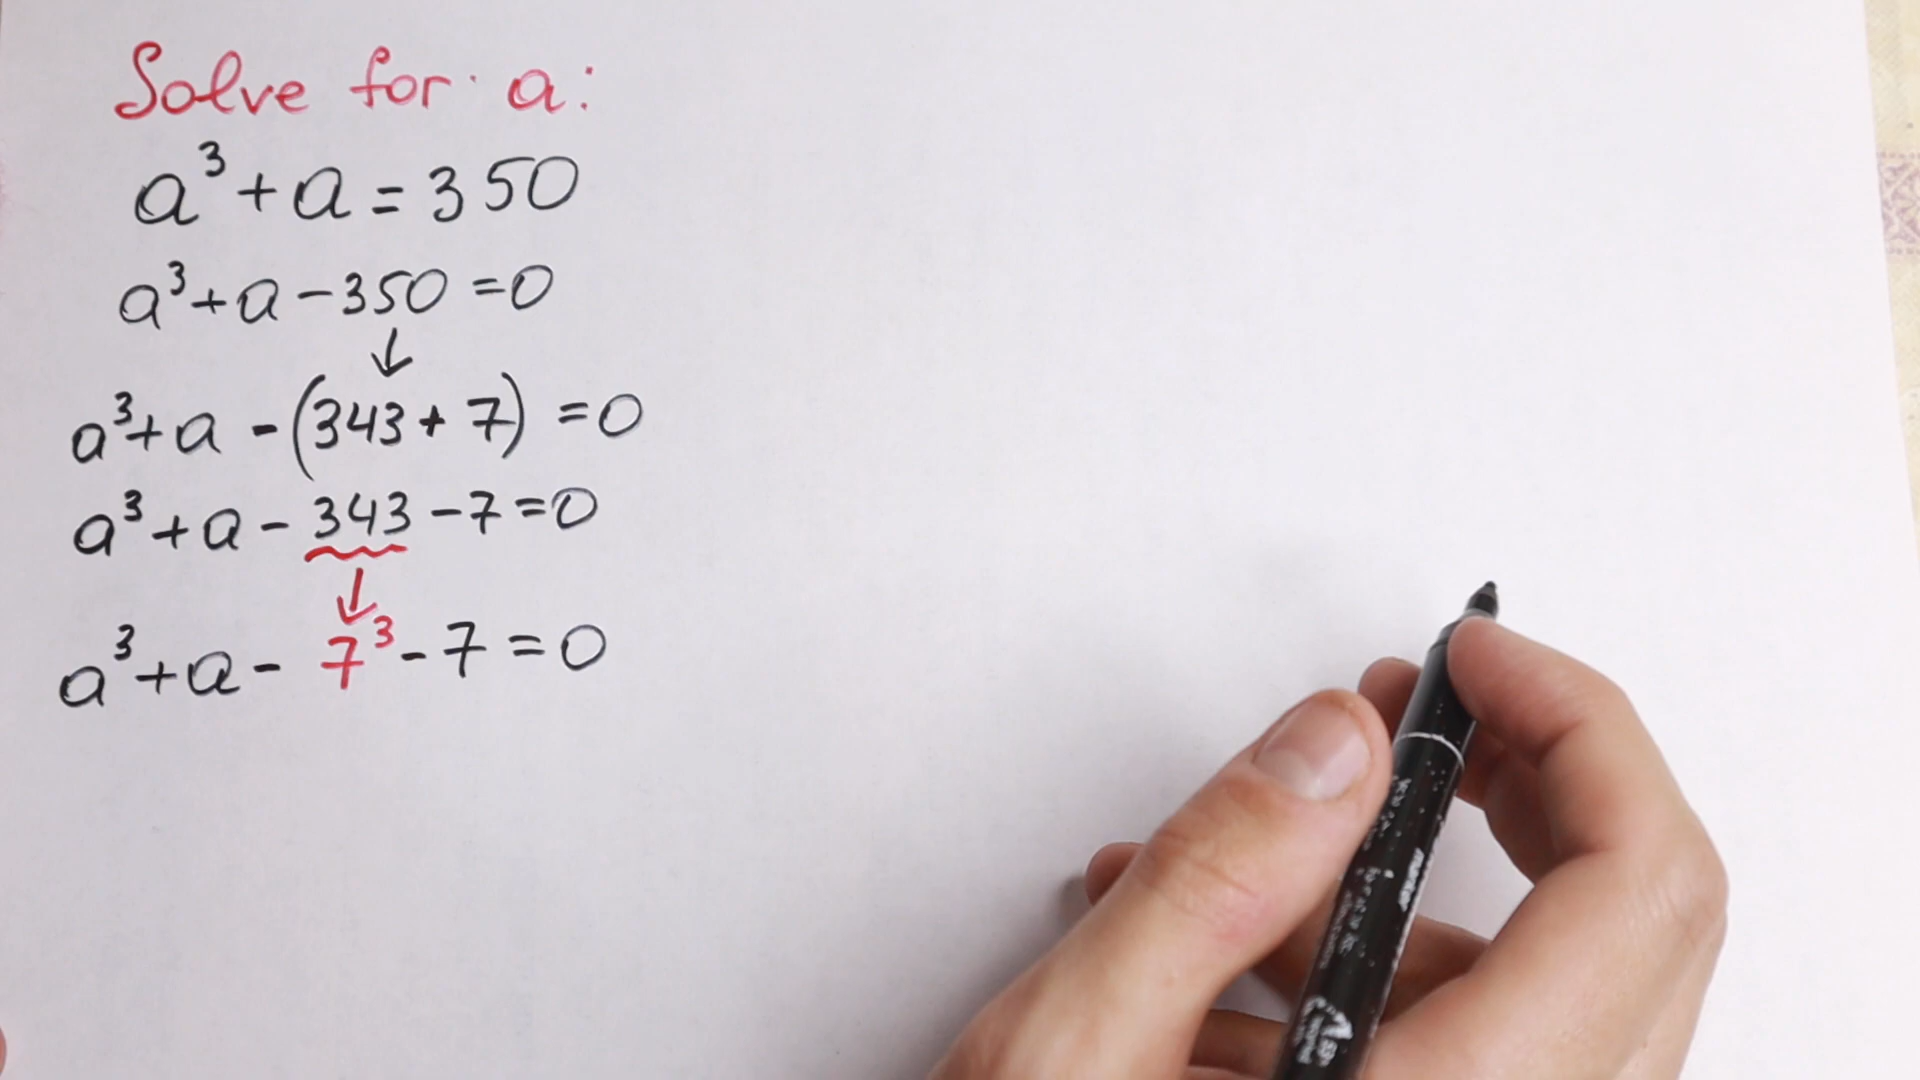 Solve for a:
a³+a=350
a³+a-350=0
↓
a³+a-(343+7)=0
a³+a-343-7=0
↓
a³+a-7³-7=0